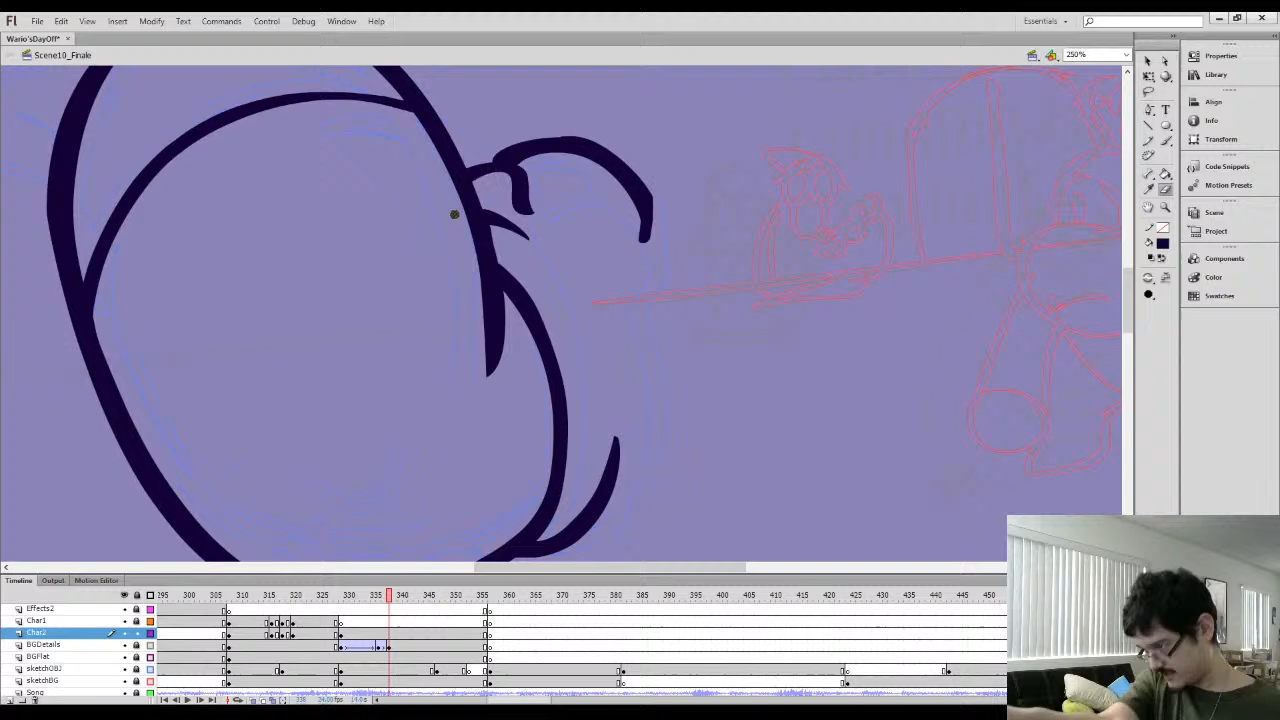 Fl File Edit View Insert Modify Text Commands Control Debug Window Help Essentials
Wario'sDayOff* ×
Scene10_Finale 250%
Properties
Library
Align
Info
Transform
Code Snippets
Motion Presets
Scene
Project
Components
Color
Swatches
Timeline Output Motion Editor
295 300 305 310 315 320 325 330 335 340 345 350 355 360 365 370 375 380 385 390 395 400 405 410 415 420 425 430 435 440 445 450
Effects2
Char1
Char2
BGDetails
BGFlat
sketchOBJ
sketchBG
Song